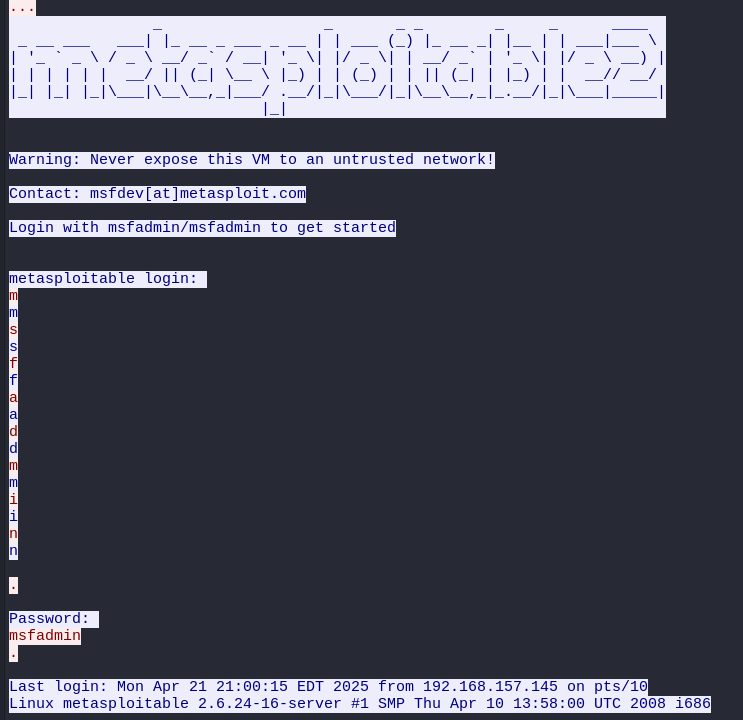 ...
                _                  _       _ _        _     _      ____  
 _ __ ___   ___| |_ __ _ ___ _ __ | | ___ (_) |_ __ _| |__ | | ___|___ \ 
| '_ ` _ \ / _ \ __/ _` / __| '_ \| |/ _ \| | __/ _` | '_ \| |/ _ \ __) |
| | | | | |  __/ || (_| \__ \ |_) | | (_) | | || (_| | |_) | |  __// __/ 
|_| |_| |_|\___|\__\__,_|___/ .__/|_|\___/|_|\__\__,_|_.__/|_|\___|_____|
                            |_|                                          
Warning: Never expose this VM to an untrusted network!
Contact: msfdev[at]metasploit.com
Login with msfadmin/msfadmin to get started
metasploitable login: 
m
m
s
s
f
f
a
a
d
d
m
m
i
i
n
n
.
Password: 
msfadmin
.
Last login: Mon Apr 21 21:00:15 EDT 2025 from 192.168.157.145 on pts/10
Linux metasploitable 2.6.24-16-server #1 SMP Thu Apr 10 13:58:00 UTC 2008 i686